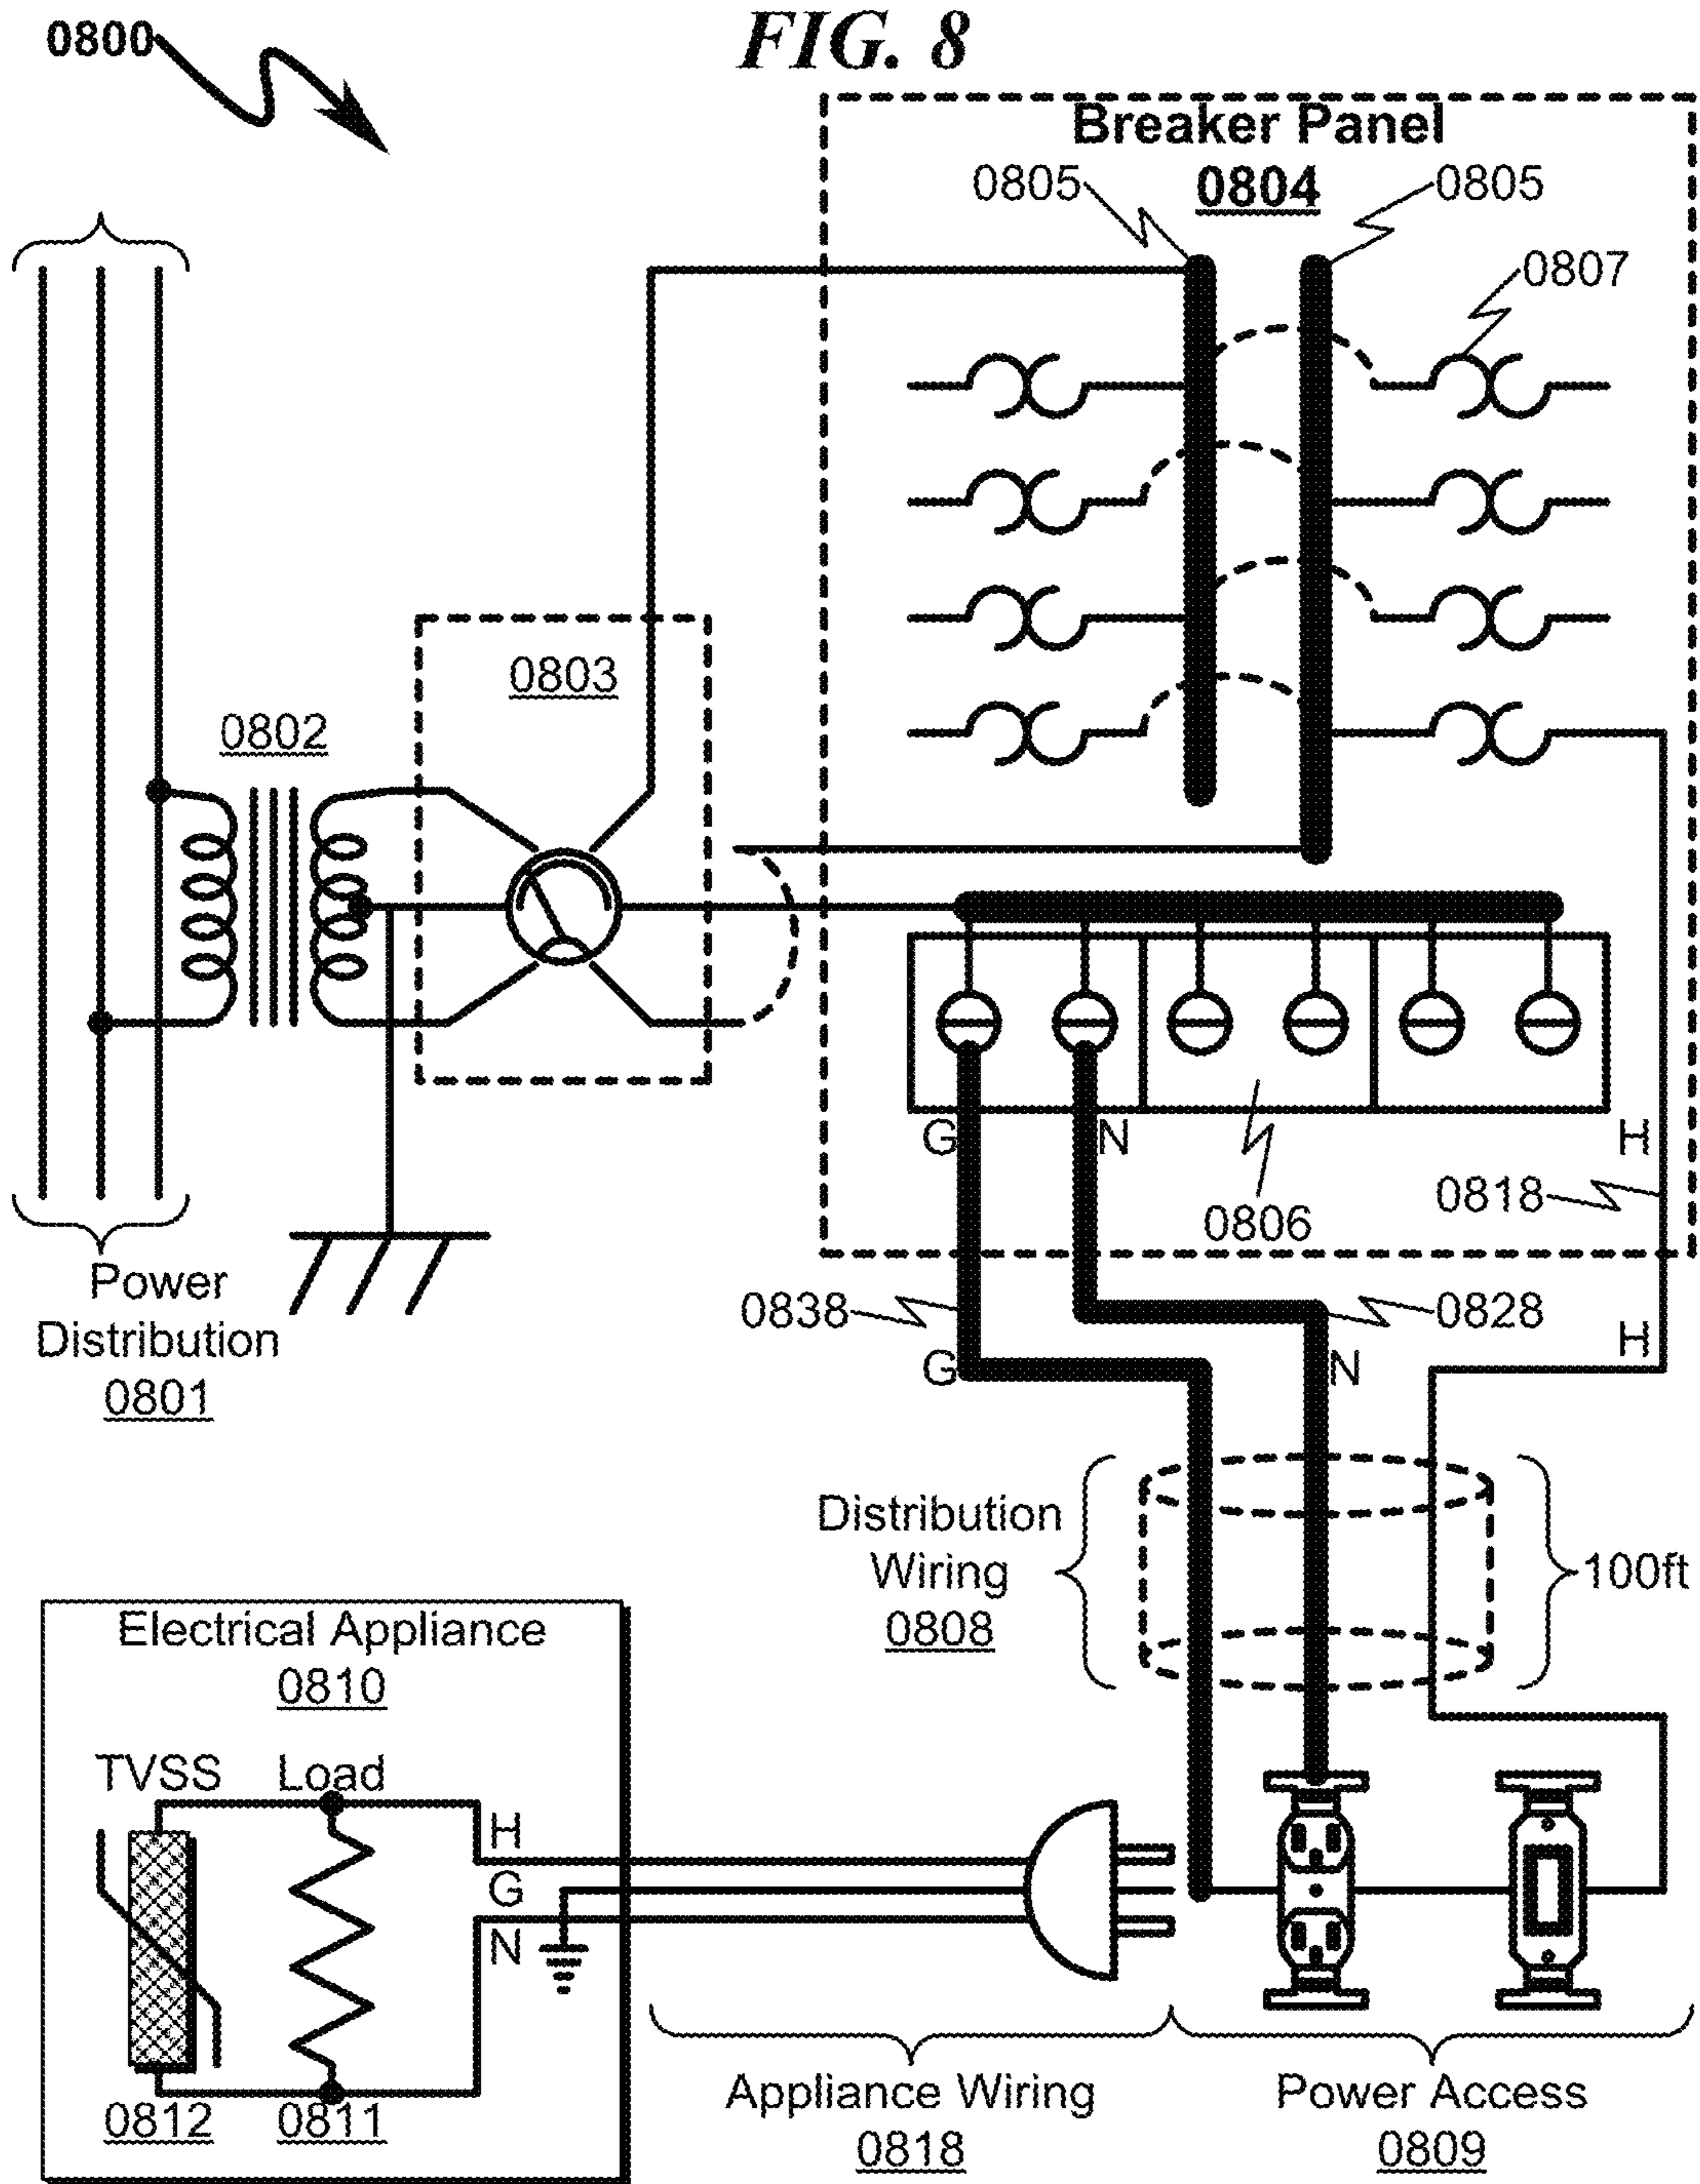 FIG. 8
0800
Breaker Panel
0804
0805
0805
0807
0803
0802
G
N
H
0818
0806
Power
Distribution
0801
0838
0828
G
N
H
Distribution
Wiring
0808
100ft
Electrical Appliance
0810
TVSS
Load
H
G
N
0812
0811
Appliance Wiring
0818
Power Access
0809